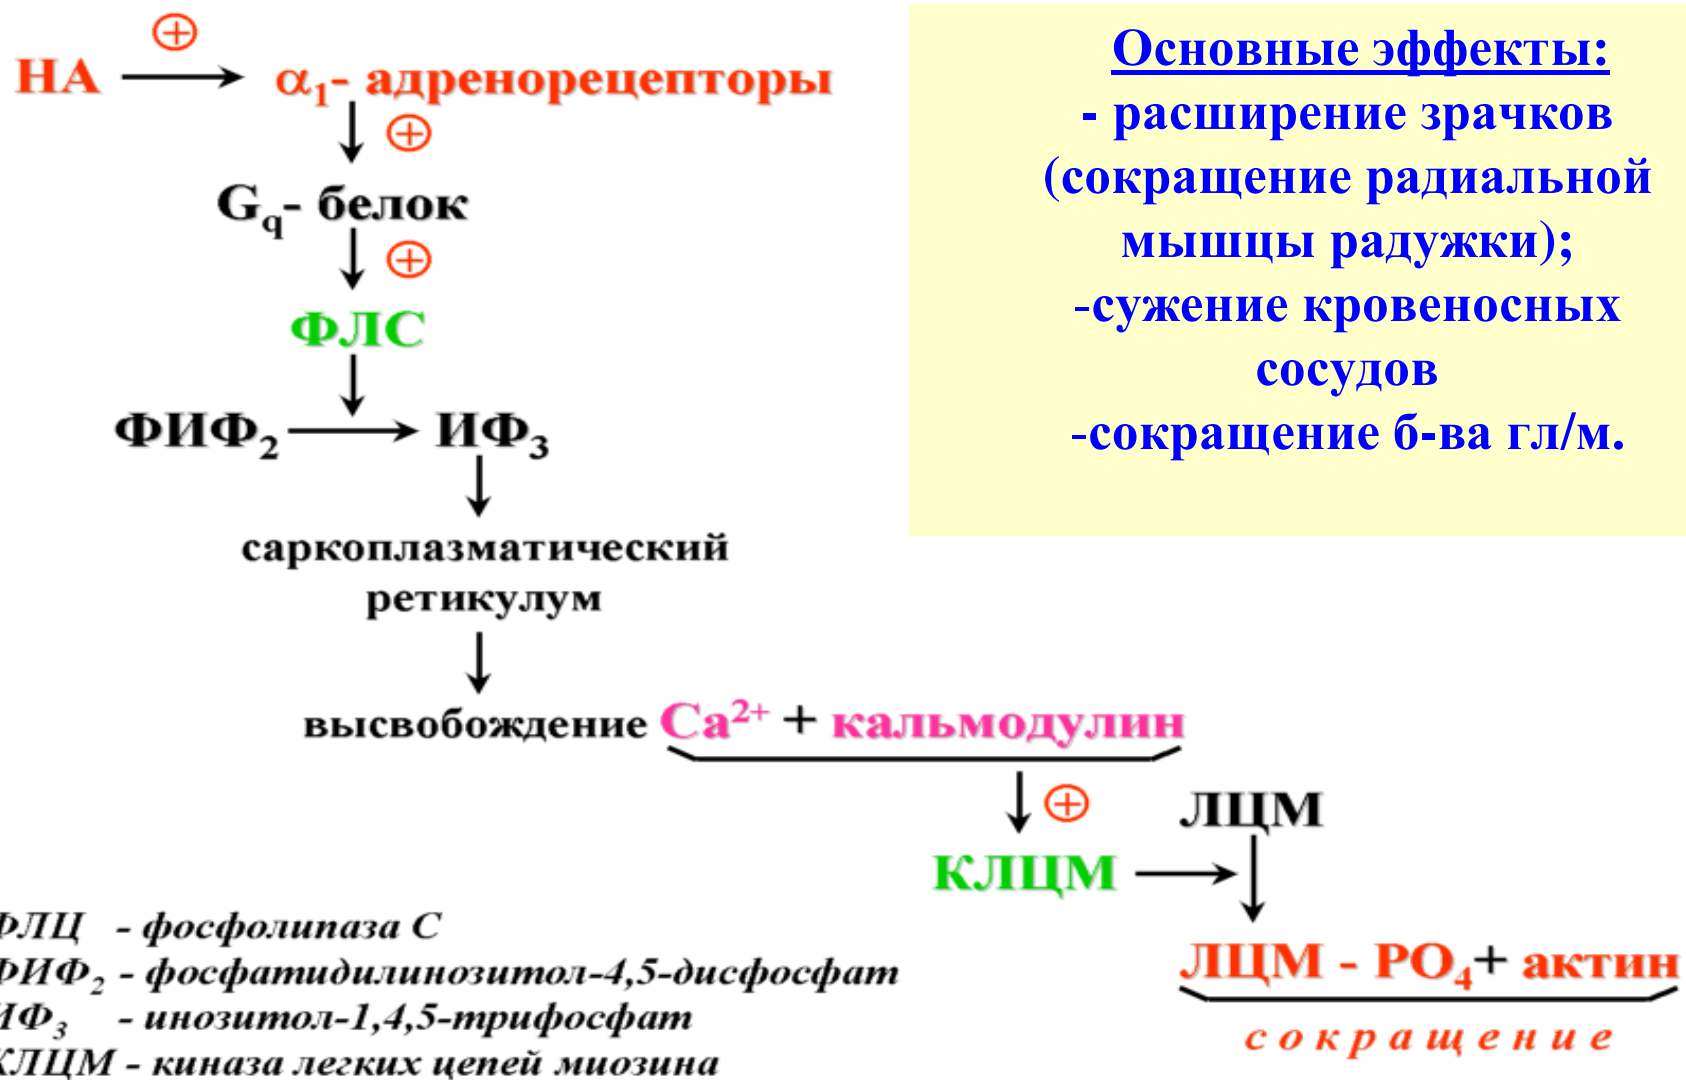 НА → α1- адренорецепторы
Gq- белок
ФЛС
ФИФ2 → ИФ3
саркоплазматический
ретикулум
высвобождение Ca2+ + кальмодулин
ЛЦМ
КЛЦМ
ЛЦМ - PO4+ актин
сокращение
Основные эффекты:
- расширение зрачков
(сокращение радиальной
мышцы радужки);
-сужение кровеносных
сосудов
-сокращение б-ва гл/м.
ФЛЦ - фосфолипаза С
ФИФ2 - фосфатидилинозитол-4,5-дисфосфат
ИФ3 - инозитол-1,4,5-трифосфат
КЛЦМ - киназа легких цепей миозина